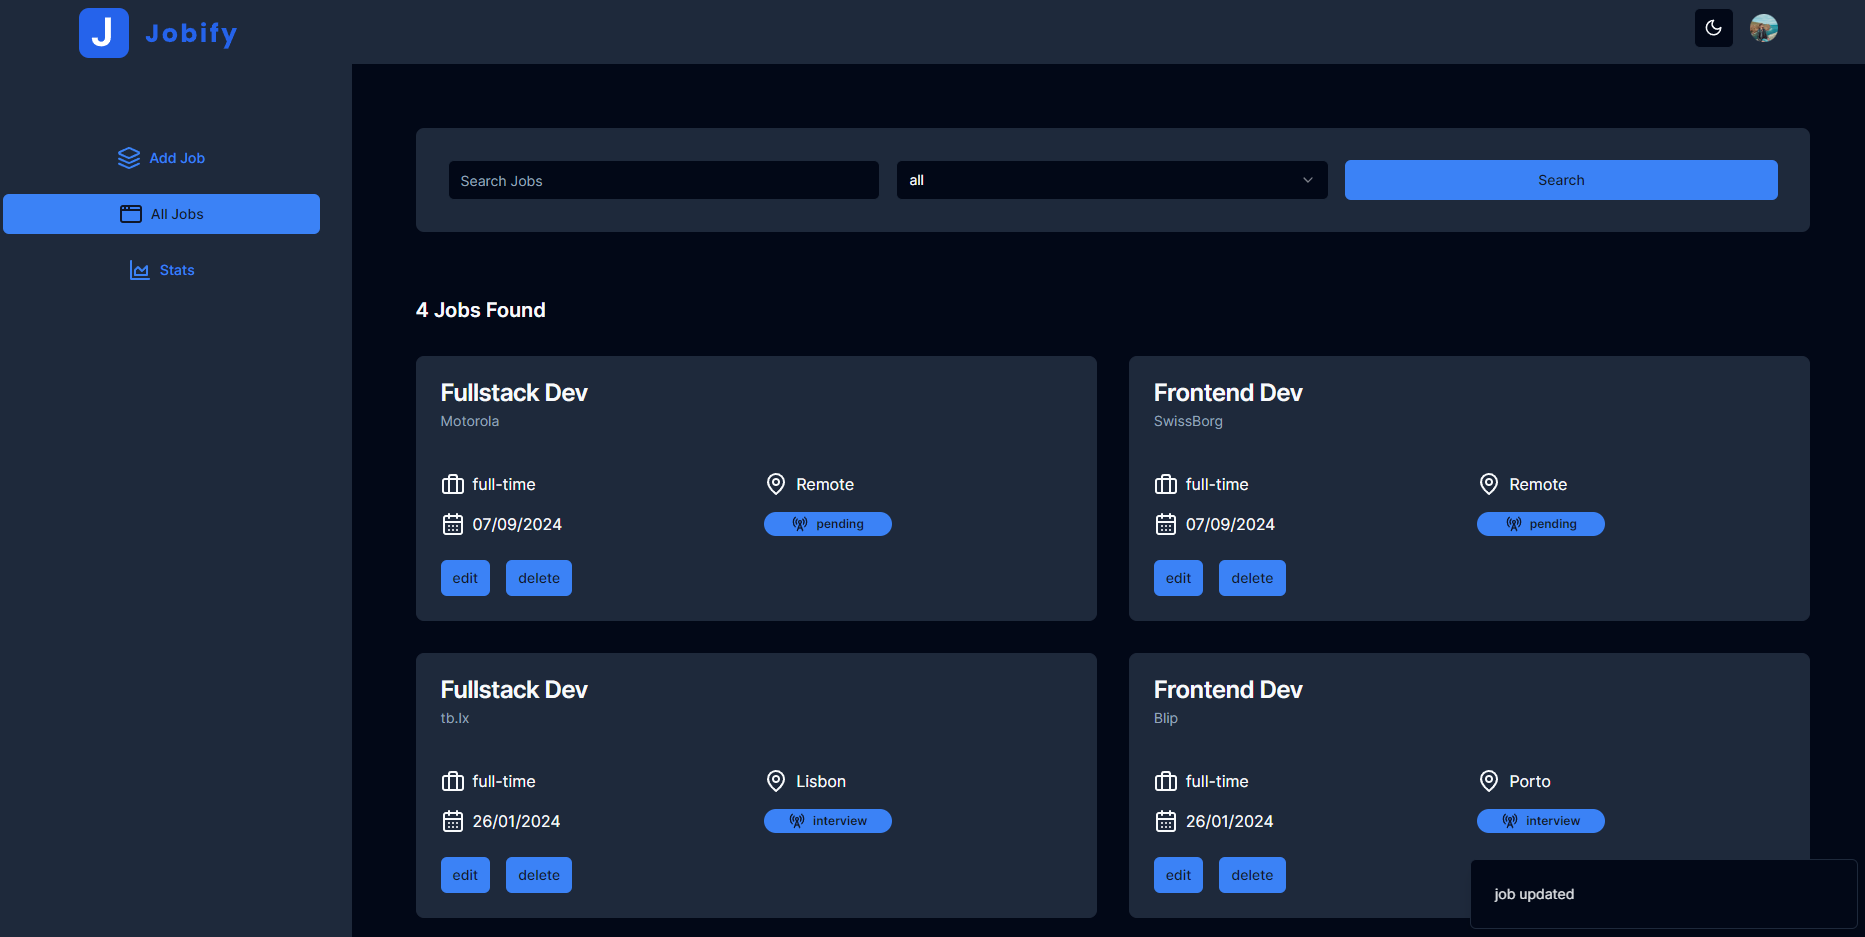 J Jobify
Add Job
All Jobs
Stats
Search Jobs
all
Search
4 Jobs Found
Fullstack Dev
Motorola
full-time
Remote
07/09/2024
pending
edit
delete
Frontend Dev
SwissBorg
full-time
Remote
07/09/2024
pending
edit
delete
Fullstack Dev
tb.lx
full-time
Lisbon
26/01/2024
interview
edit
delete
Frontend Dev
Blip
full-time
Porto
26/01/2024
interview
edit
delete
job updated